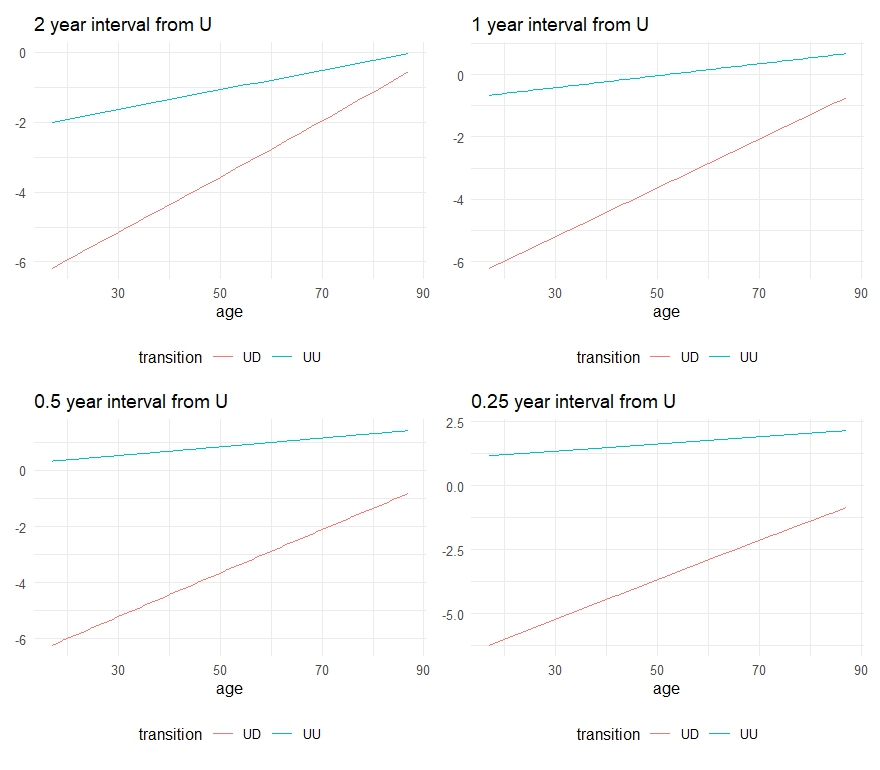 2 year interval from U
0
-2
-4
-6
30 50 70 90
age
transition UD UU
1 year interval from U
0
-2
-4
-6
30 50 70 90
age
transition UD UU
0.5 year interval from U
0
-2
-4
-6
30 50 70 90
age
transition UD UU
0.25 year interval from U
2.5
0.0
-2.5
-5.0
30 50 70 90
age
transition UD UU